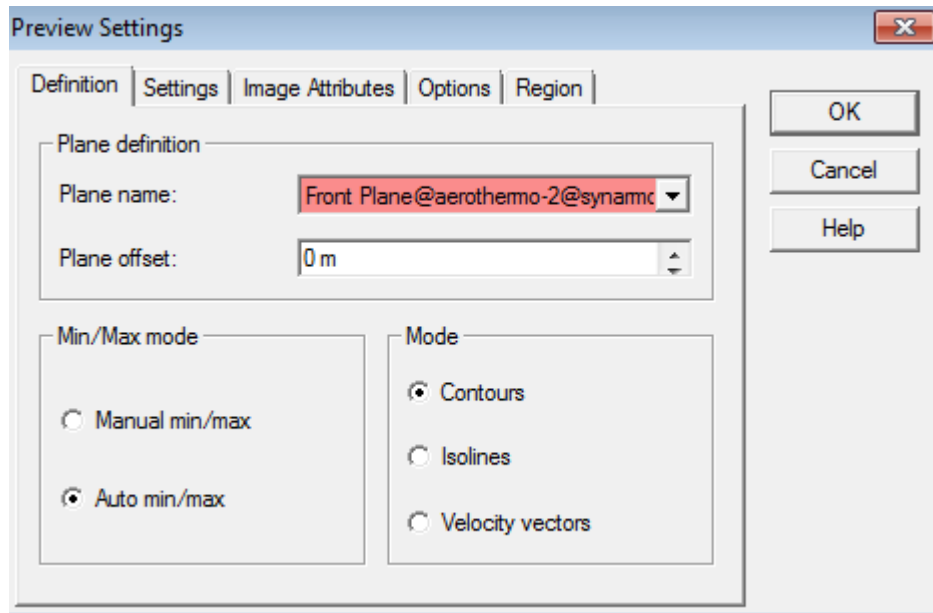 Preview Settings
Definition Settings Image Attributes Options Region
OK
Cancel
Help
Plane definition
Plane name: Front Plane@aerothermo-2@synarmo
Plane offset: 0 m
Min/Max mode
Manual min/max
Auto min/max
Mode
Contours
Isolines
Velocity vectors